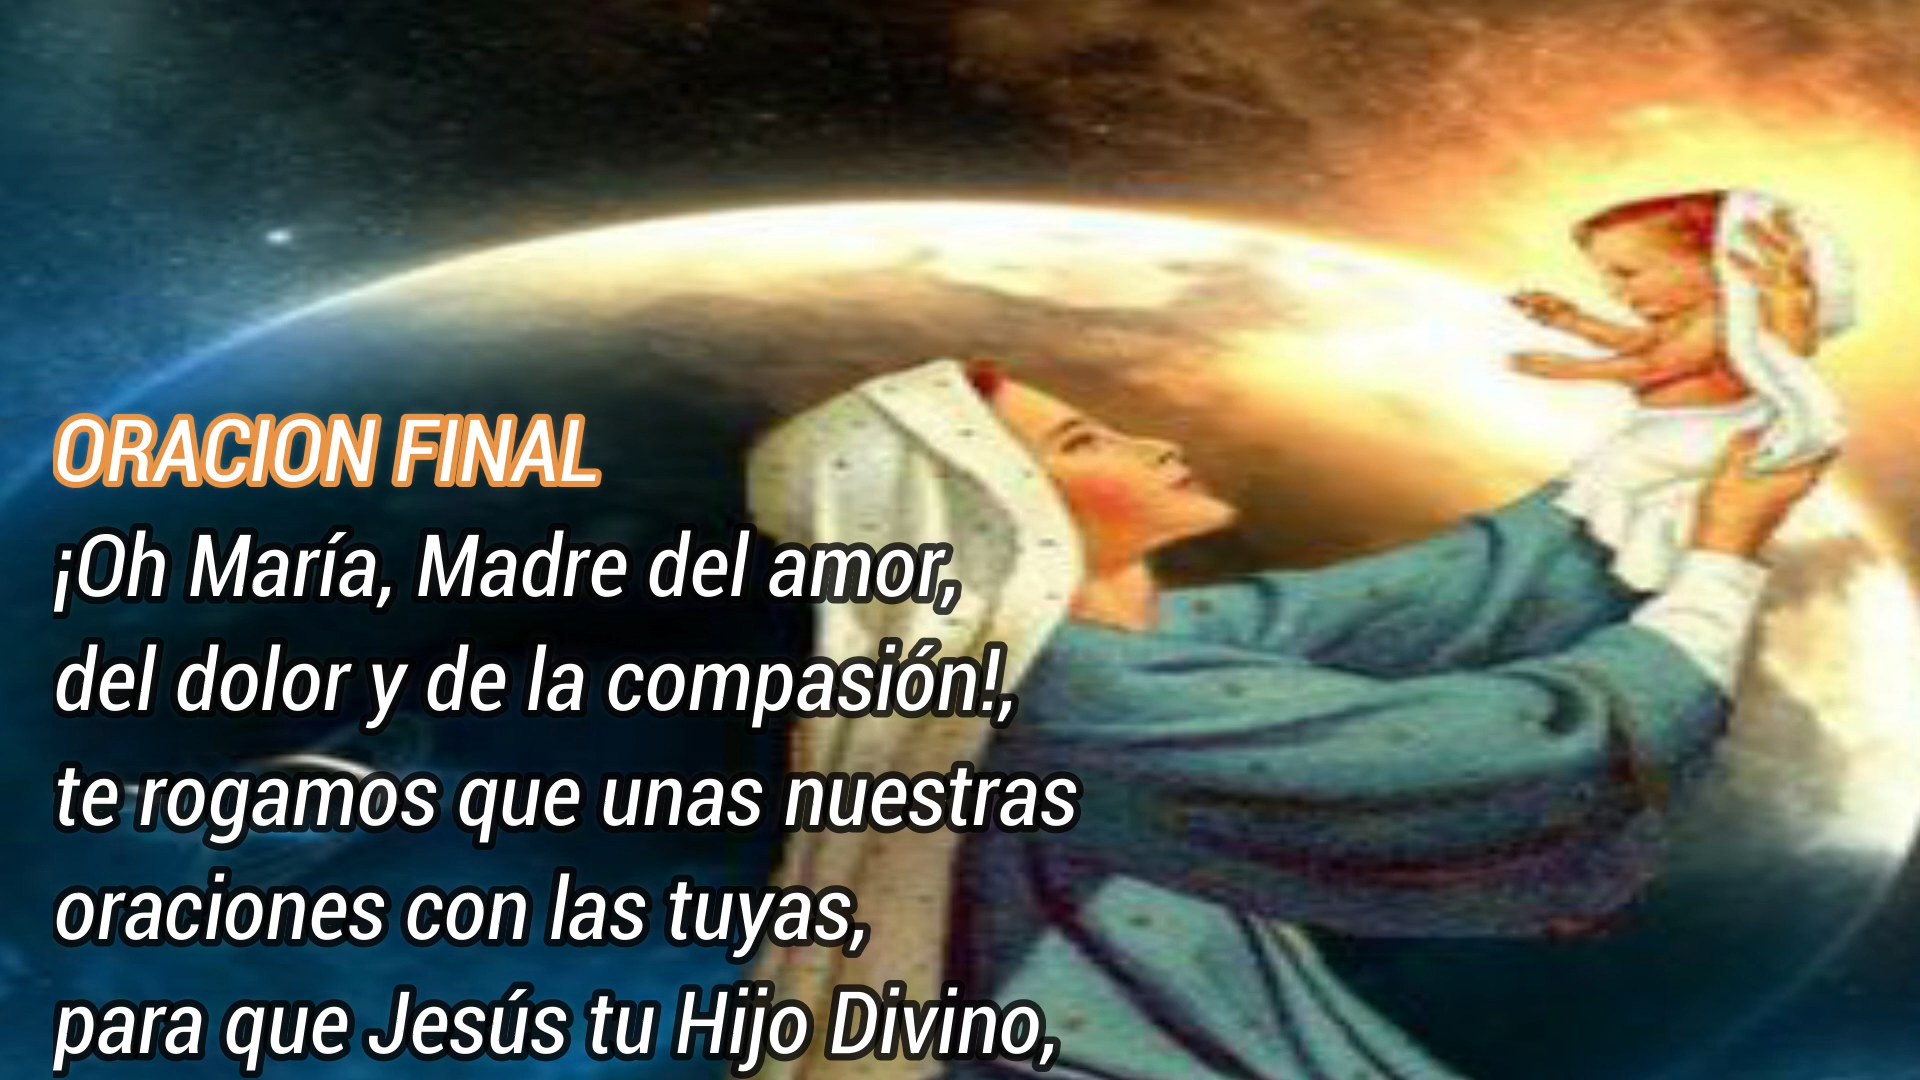 ORACION FINAL
¡Oh María, Madre del amor,
del dolor y de la compasión!,
te rogamos que unas nuestras
oraciones con las tuyas,
para que Jesús tu Hijo Divino,